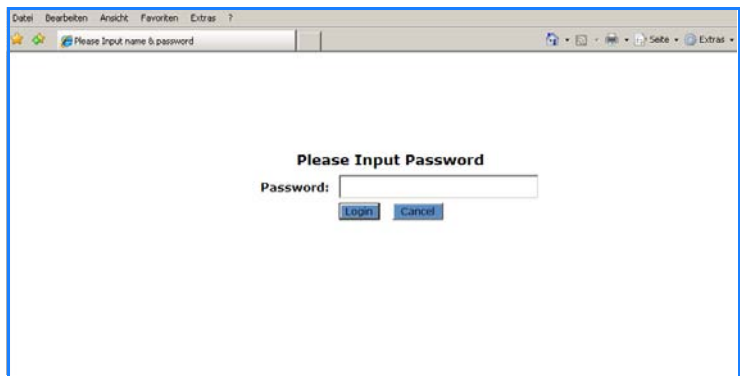 Datei Bearbeiten Ansicht Favoriten Extras ?
Please Input name & password
Seite Extras
Please Input Password
Password:
Login Cancel